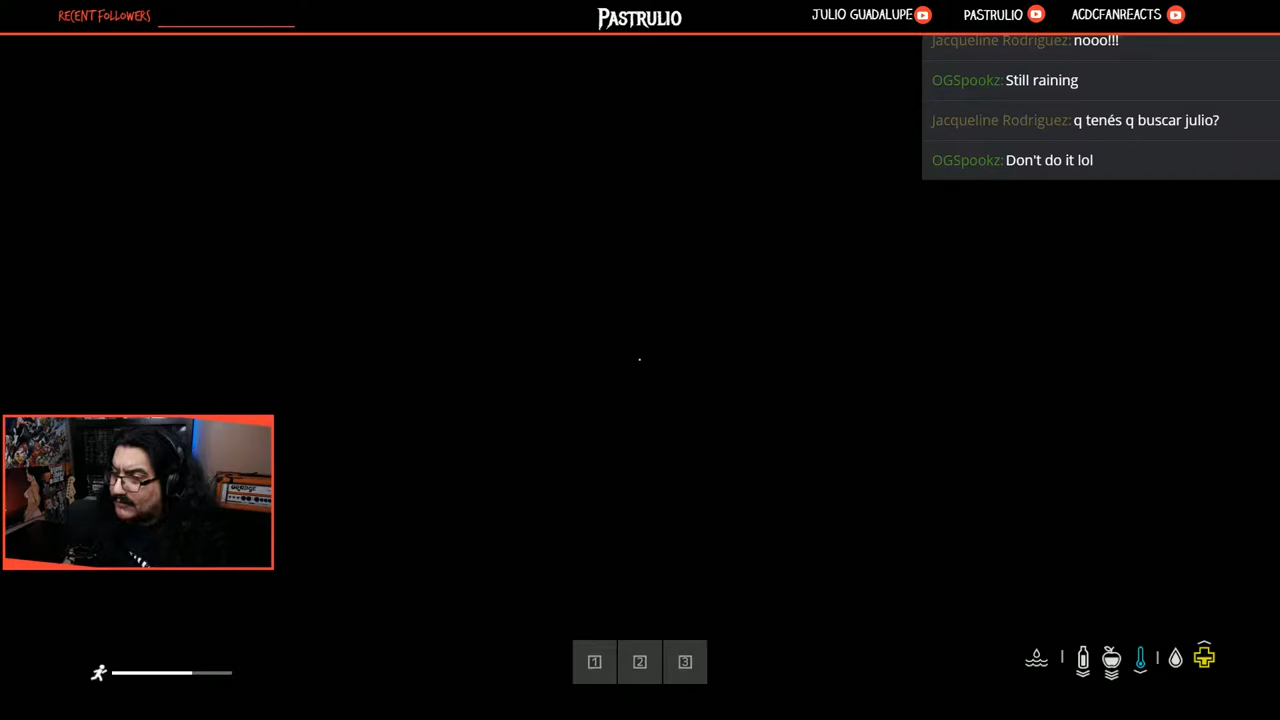 RECENT FOLLOWERS
PASTRULIO
JULIO GUADALUPE
PASTRULIO
ACDCFANREACTS
Jacqueline Rodriguez: nooo!!!
OGSpookz: Still raining
Jacqueline Rodriguez: q tenés q buscar julio?
OGSpookz: Don't do it lol
1 2 3